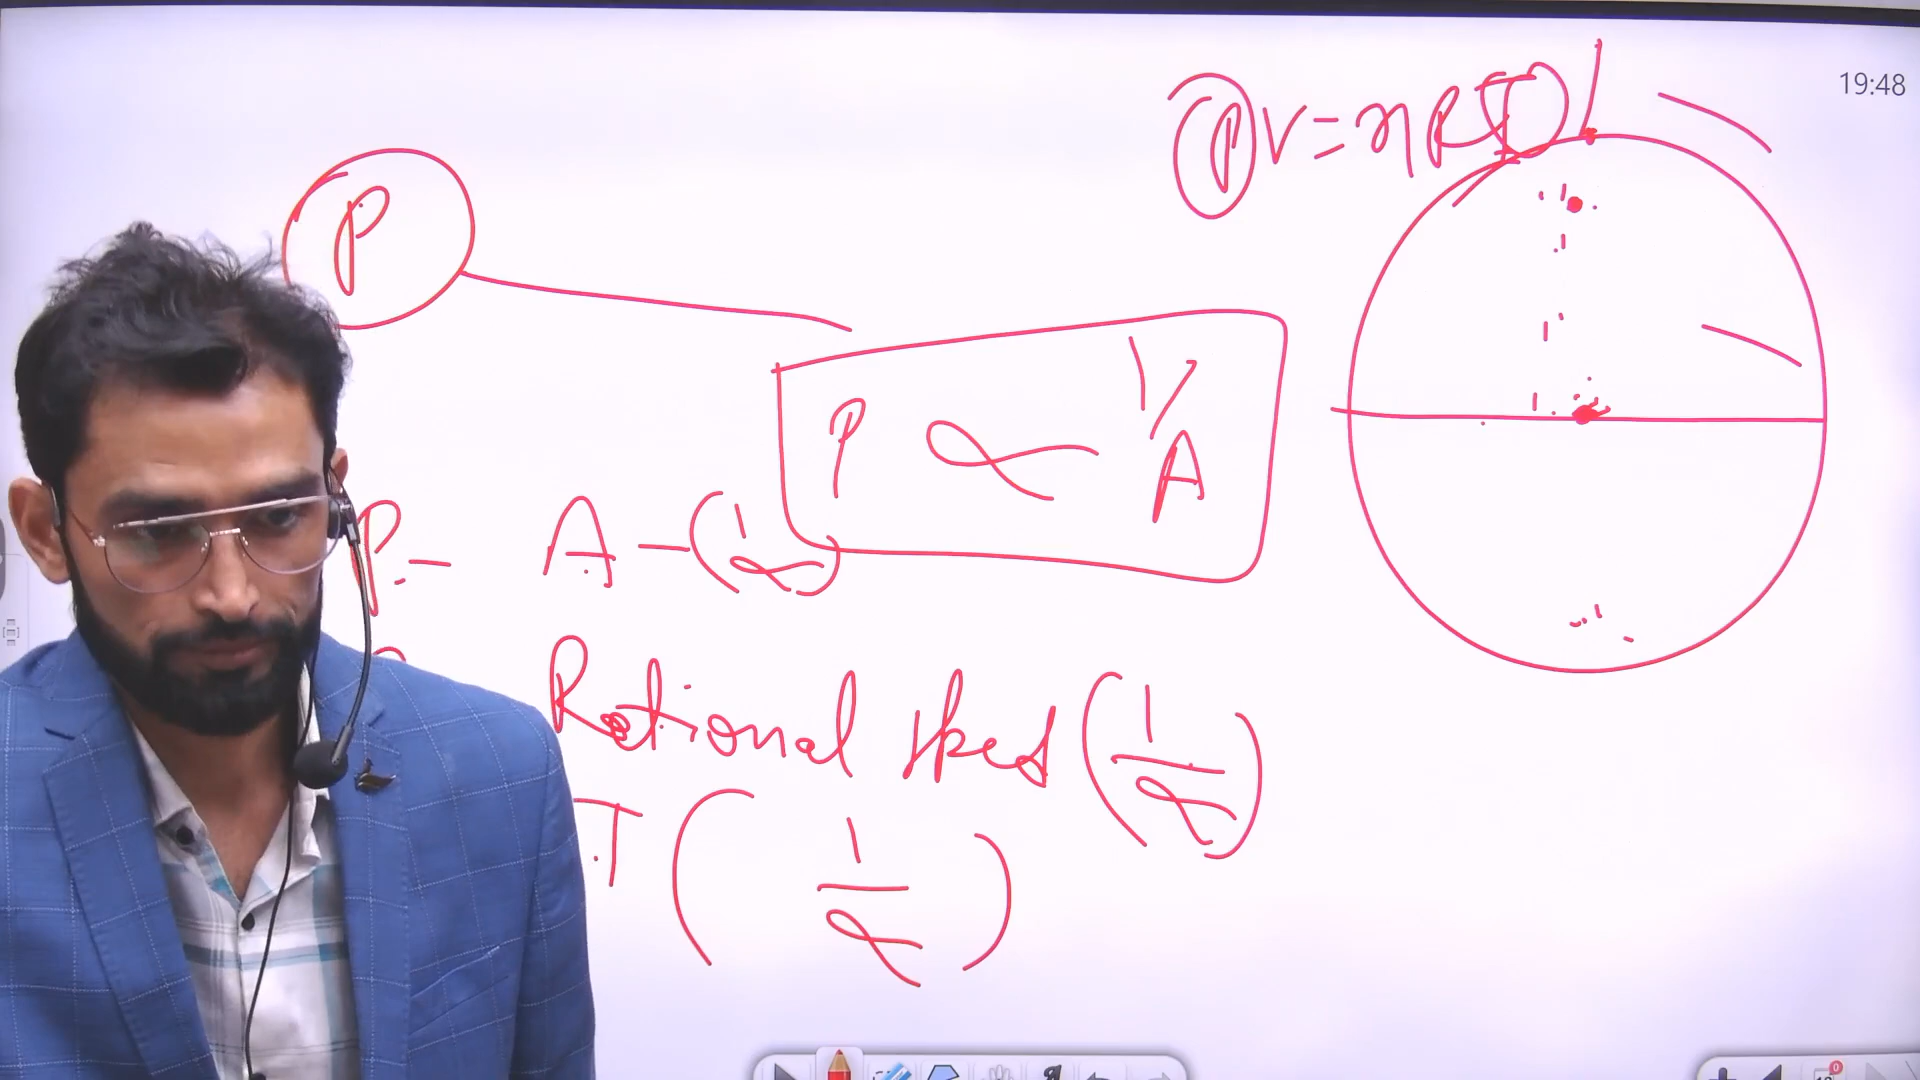 19:48
PV=nRT
P
P ∝ 1/A
P - A - (1/∝)
Rotional speed (1/∝)
T (1/∝)